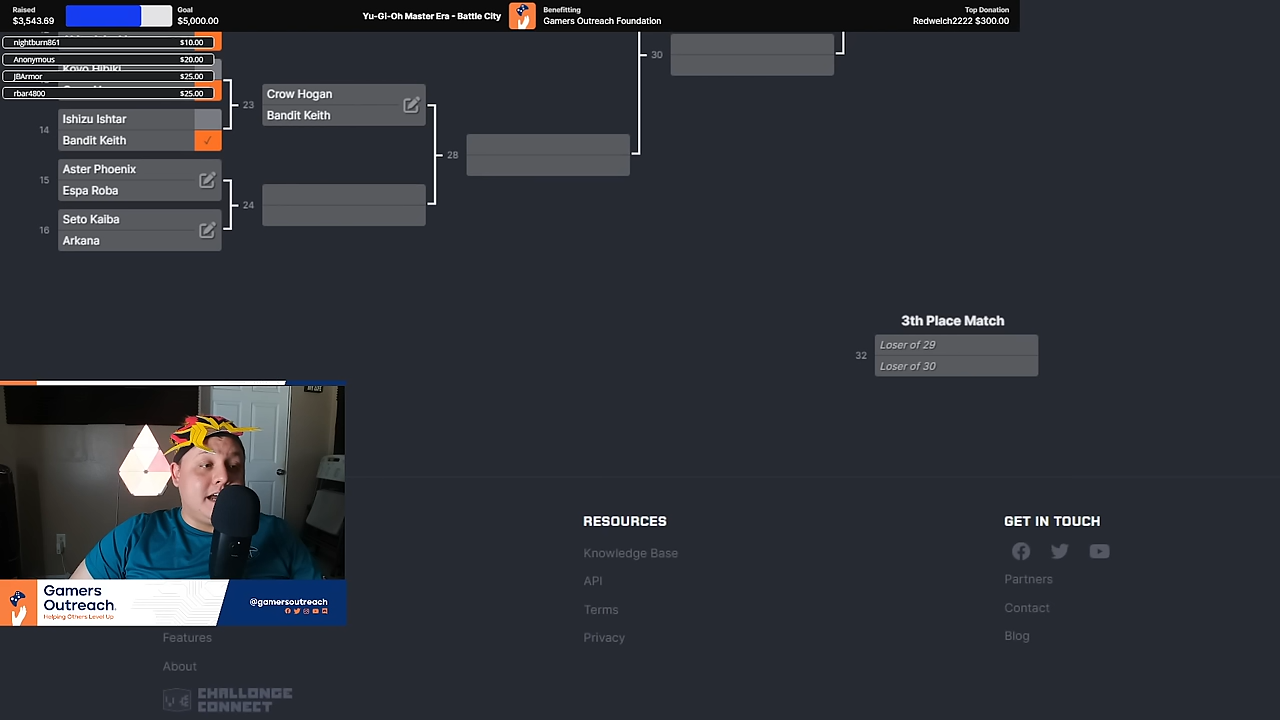 Raised
$3,543.69
Goal
$5,000.00
Yu-Gi-Oh Master Era - Battle City
Benefitting
Gamers Outreach Foundation
Top Donation
Redwelch2222 $300.00
nightburn861 $10.00
Anonymous $20.00
JBArmor $25.00
rbar4800 $25.00
14
Ishizu Ishtar
Bandit Keith
15
Aster Phoenix
Espa Roba
16
Seto Kaiba
Arkana
23
Crow Hogan
Bandit Keith
24
28
30
3th Place Match
32
Loser of 29
Loser of 30
Gamers
Outreach.
Helping Others Level Up
@gamersoutreach
Features
About
CHALLONGE
CONNECT
RESOURCES
Knowledge Base
API
Terms
Privacy
GET IN TOUCH
Partners
Contact
Blog